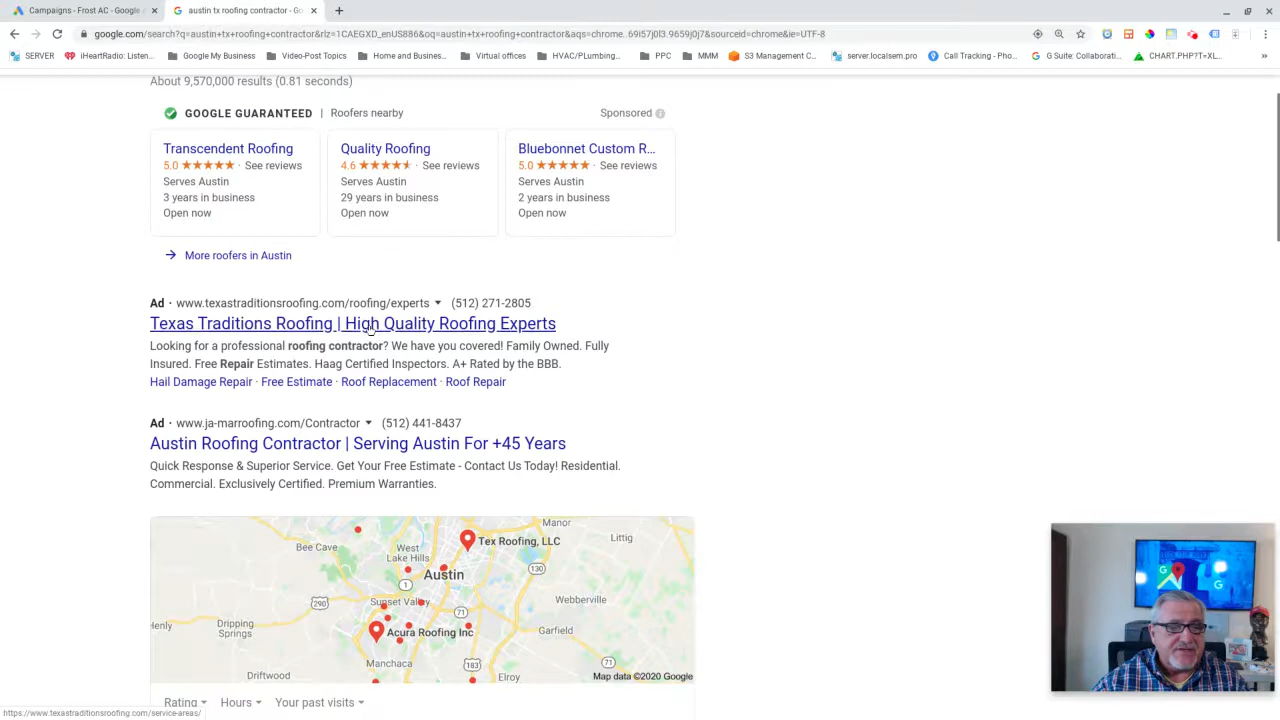 Campaigns - Frost AC - Google A
austin tx roofing contractor - Go
google.com/search?q=austin+tx+roofing+contractor&rlz=1CAEGXD_enUS886&oq=austin+tx+roofing+contractor&aqs=chrome..69i57j0l3.9659j0j7&sourceid=chrome&ie=UTF-8
SERVER
iHeartRadio: Listen...
Google My Business
Video-Post Topics
Home and Busines...
Virtual offices
HVAC/Plumbing...
PPC
MMM
S3 Management C...
server.localsem.pro
Call Tracking - Pho...
G Suite: Collaborati...
CHART.PHP?T=XL...
About 9,570,000 results (0.81 seconds)
GOOGLE GUARANTEED | Roofers nearby
Sponsored
Transcendent Roofing
5.0 ★★★★★ · See reviews
Serves Austin
3 years in business
Open now
Quality Roofing
4.6 ★★★★★ · See reviews
Serves Austin
29 years in business
Open now
Bluebonnet Custom R...
5.0 ★★★★★ · See reviews
Serves Austin
2 years in business
Open now
More roofers in Austin
Ad · www.texastraditionsroofing.com/roofing/experts (512) 271-2805
Texas Traditions Roofing | High Quality Roofing Experts
Looking for a professional roofing contractor? We have you covered! Family Owned. Fully
Insured. Free Repair Estimates. Haag Certified Inspectors. A+ Rated by the BBB.
Hail Damage Repair · Free Estimate · Roof Replacement · Roof Repair
Ad · www.ja-marroofing.com/Contractor (512) 441-8437
Austin Roofing Contractor | Serving Austin For +45 Years
Quick Response & Superior Service. Get Your Free Estimate - Contact Us Today! Residential.
Commercial. Exclusively Certified. Premium Warranties.
Manor
Bee Cave
West
Lake Hills
Tex Roofing, LLC
Littig
130
Austin
1
Sunset Valley
Webberville
290
71
Dripping
Springs
Acura Roofing Inc
Garfield
Henly
Manchaca
183
71
Driftwood
Elroy
Map data ©2020 Google
Rating
Hours
Your past visits
https://www.texastraditionsroofing.com/service-areas/
G
G